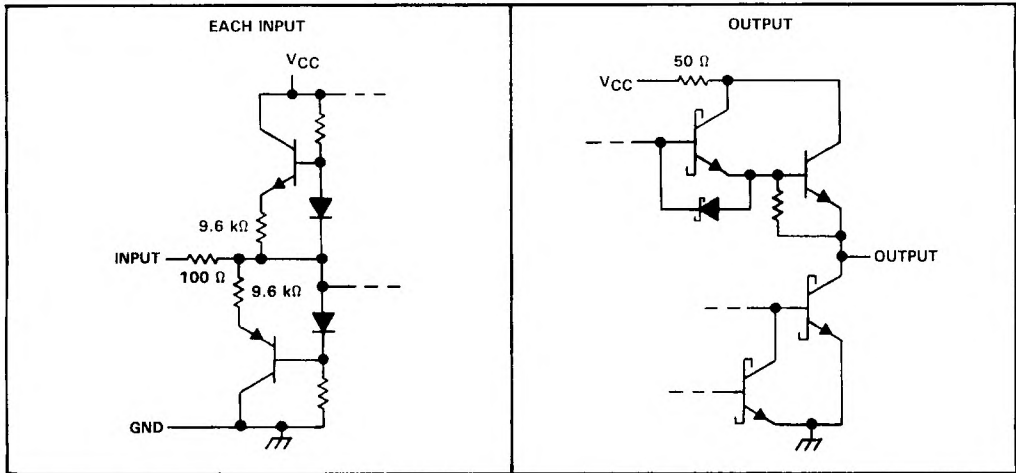 EACH INPUT
VCC
9.6 kΩ
INPUT
100 Ω
9.6 kΩ
GND
OUTPUT
50 Ω
VCC
OUTPUT